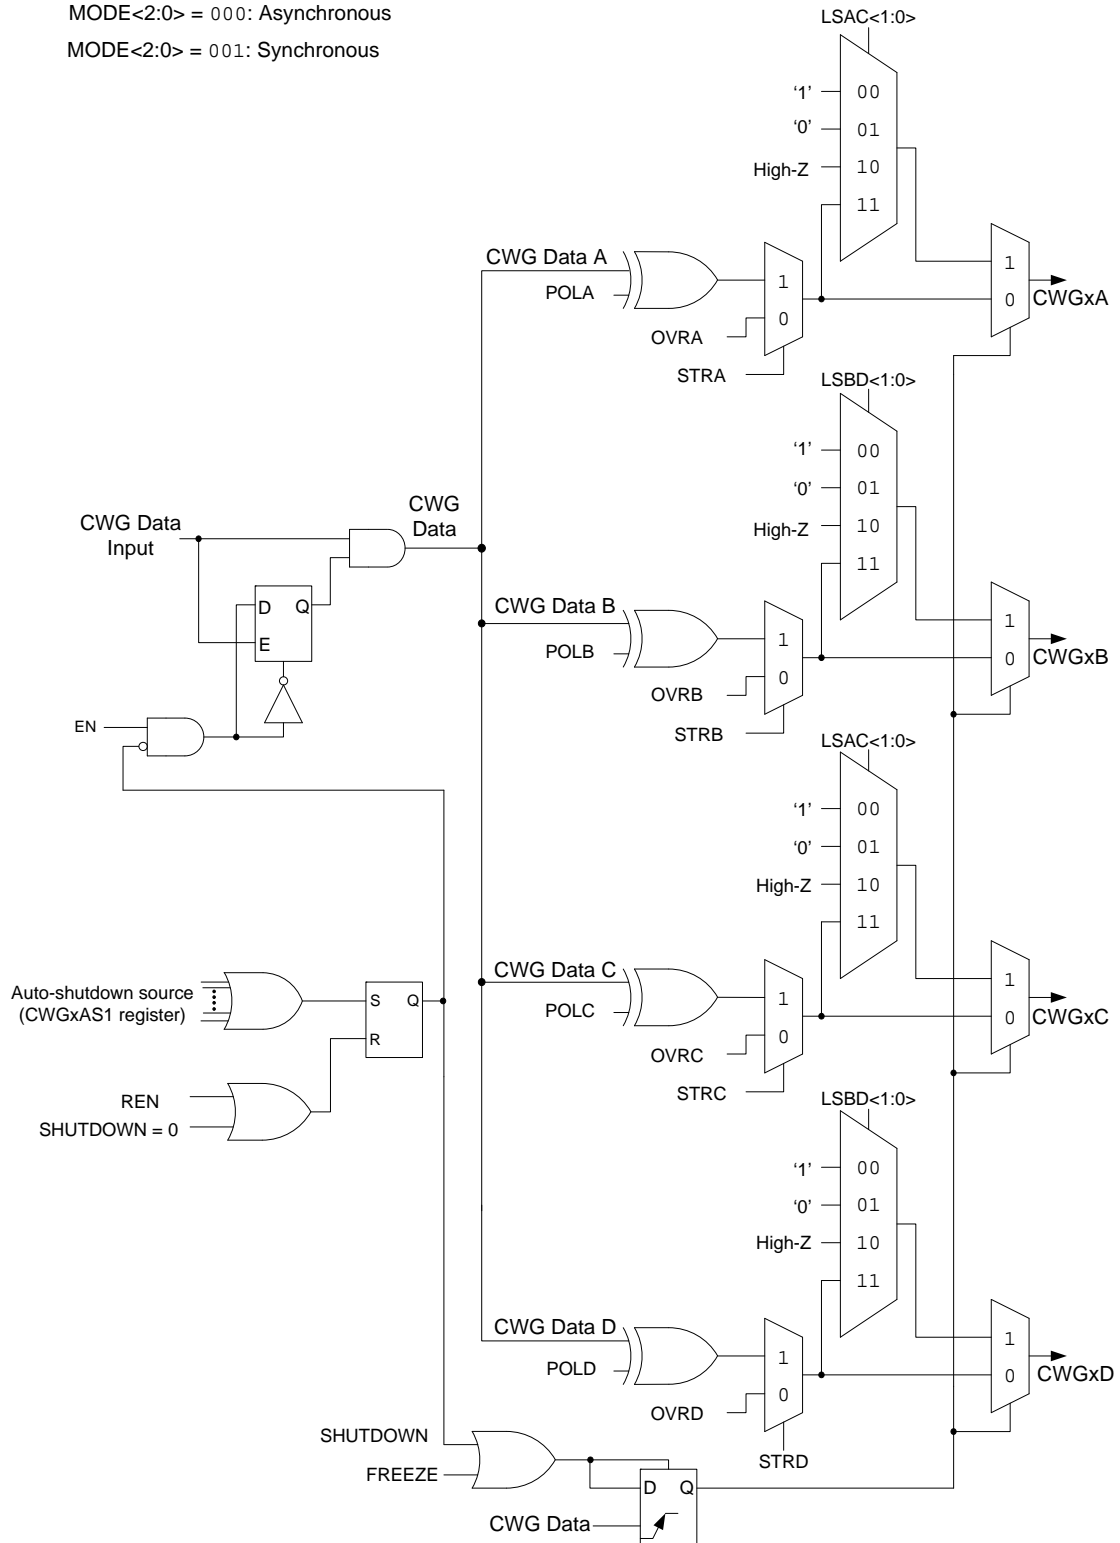 MODE<2:0> = 000: Asynchronous
MODE<2:0> = 001: Synchronous
LSAC<1:0>
'1'
00
'0'
01
High-Z
10
11
CWG Data A
POLA
1
0
OVRA
STRA
1
0
CWGxA
LSBD<1:0>
'1'
00
'0'
01
High-Z
10
11
CWG Data
Input
CWG
Data
D Q
E
EN
CWG Data B
POLB
1
0
OVRB
STRB
1
0
CWGxB
LSAC<1:0>
'1'
00
'0'
01
High-Z
10
11
CWG Data C
POLC
1
0
OVRC
STRC
1
0
CWGxC
Auto-shutdown source
(CWGxAS1 register)
S Q
R
REN
SHUTDOWN = 0
LSBD<1:0>
'1'
00
'0'
01
High-Z
10
11
CWG Data D
POLD
1
0
OVRD
STRD
1
0
CWGxD
SHUTDOWN
FREEZE
D Q
CWG Data